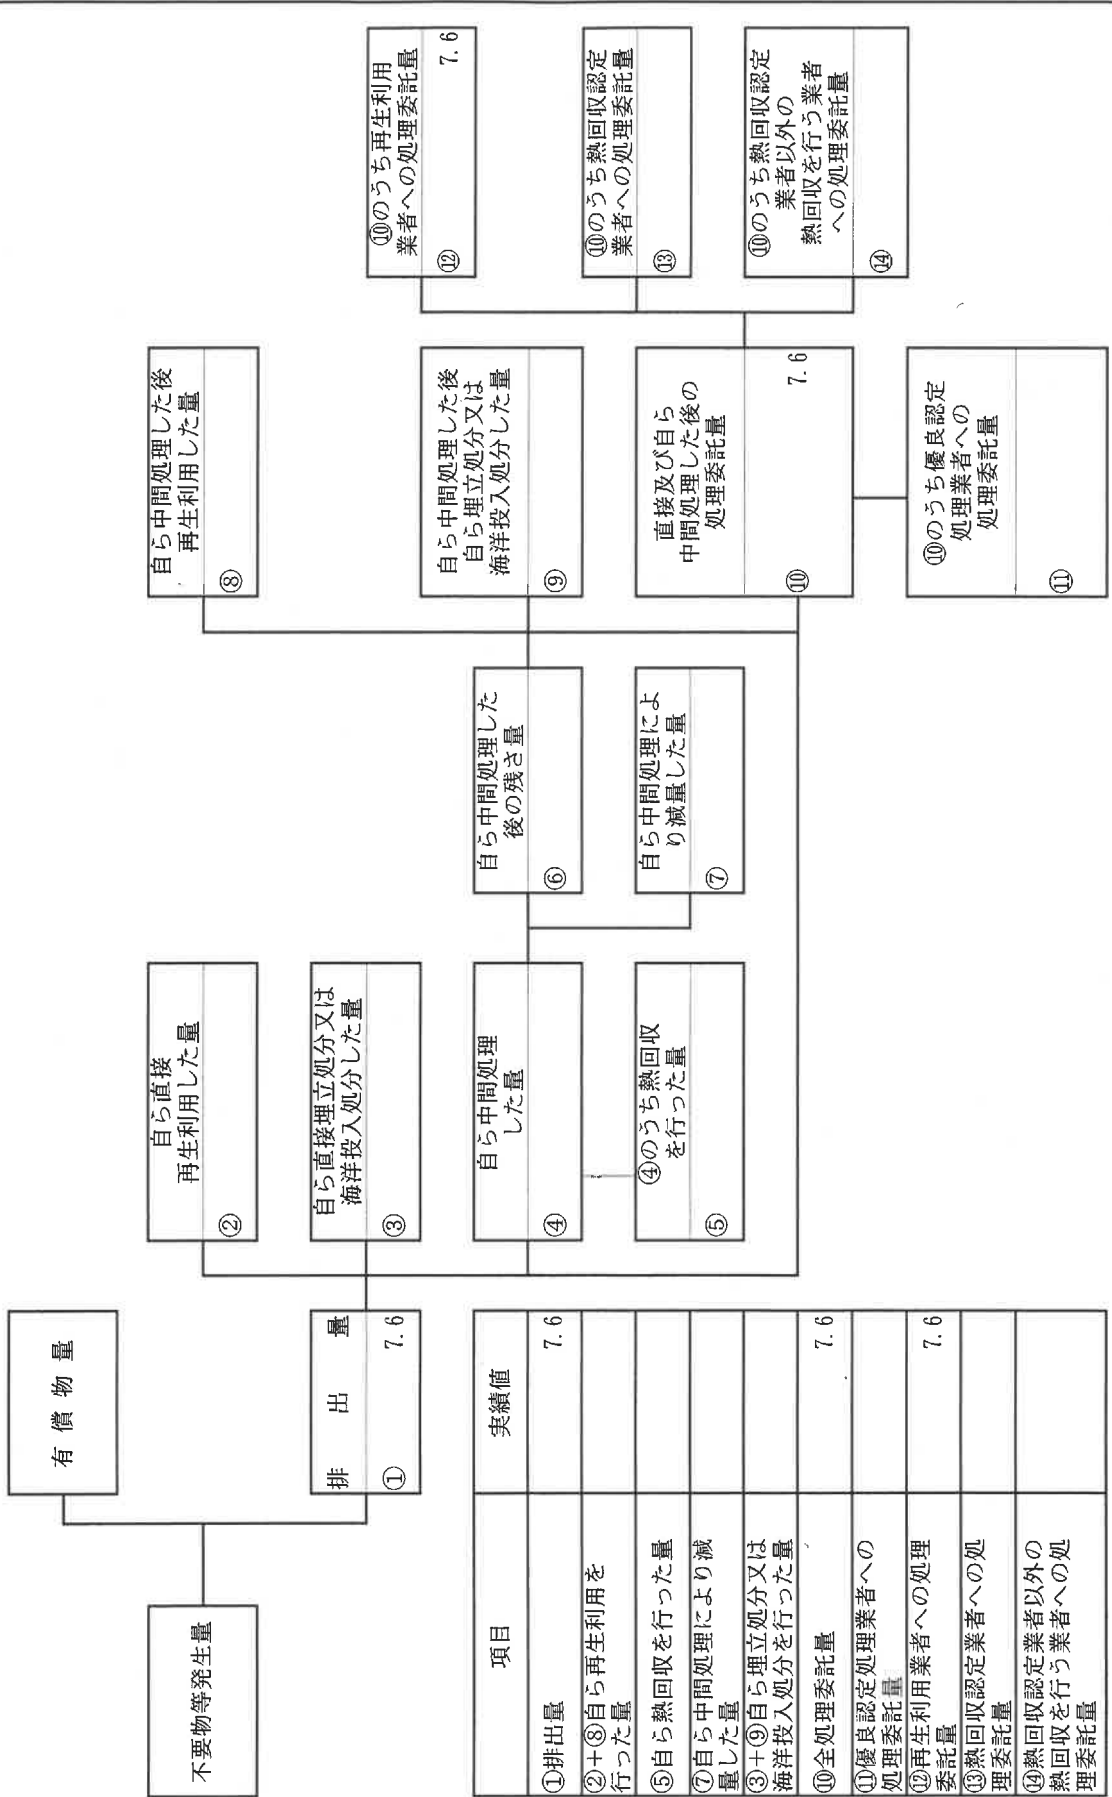 不要物等発生量
有償物量
排出量
① 7.6
自ら直接
再生利用した量
②
自ら直接埋立処分又は
海洋投入処分した量
③
自ら中間処理
した量
④
④のうち熱回収
を行った量
⑤
自ら中間処理した
後の残さ量
⑥
自ら中間処理によ
り減量した量
⑦
自ら中間処理した後
再生利用した量
⑧
自ら中間処理した後
自ら埋立処分又は
海洋投入処分した量
⑨
直接及び自ら
中間処理した後の
処理委託量
⑩ 7.6
⑩のうち優良認定
処理業者への
処理委託量
⑪
⑩のうち再生利用
業者への処理委託量
⑫ 7.6
⑩のうち熱回収認定
業者への処理委託量
⑬
⑩のうち熱回収認定
業者以外の
熱回収を行う業者
への処理委託量
⑭
項目 実績値
①排出量 7.6
②+⑧自ら再生利用を
行った量
⑤自ら熱回収を行った量
⑦自ら中間処理により減
量した量
③+⑨自ら埋立処分又は
海洋投入処分を行った量
⑩全処理委託量 7.6
⑪優良認定処理業者への
処理委託量
⑫再生利用業者への処理
委託量 7.6
⑬熱回収認定業者への処
理委託量
⑭熱回収認定業者以外の
熱回収を行う業者への処
理委託量